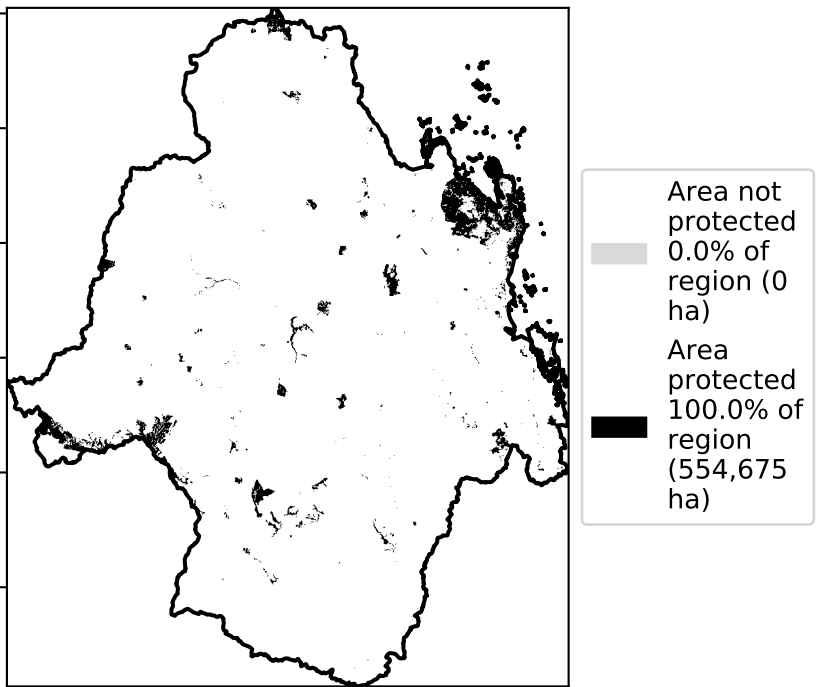 Area not
protected
0.0% of
region (0
ha)
Area
protected
100.0% of
region
(554,675
ha)